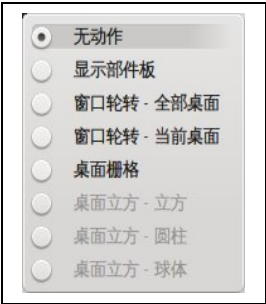 无动作
显示部件板
窗口轮转 - 全部桌面
窗口轮转 - 当前桌面
桌面栅格
桌面立方 - 立方
桌面立方 - 圆柱
桌面立方 - 球体